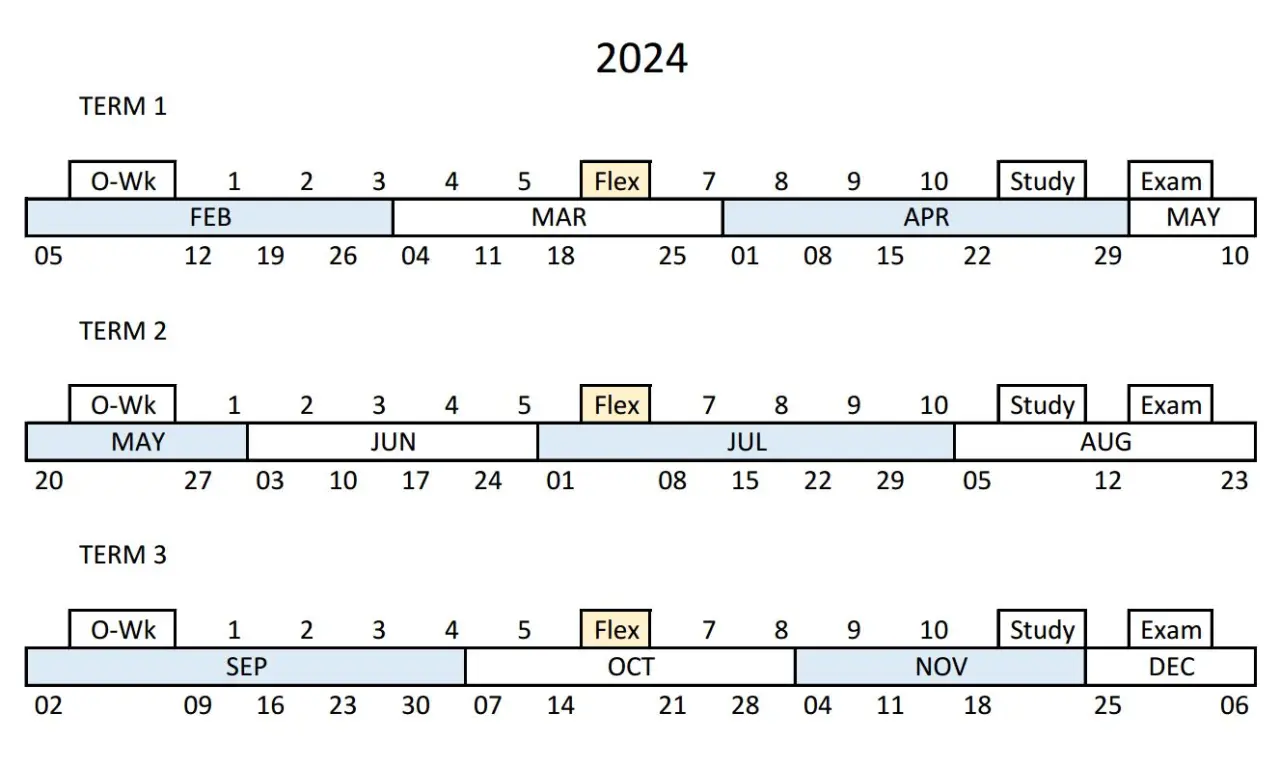 2024
TERM 1
O-Wk 1 2 3 4 5 Flex 7 8 9 10 Study Exam
FEB MAR APR MAY
05 12 19 26 04 11 18 25 01 08 15 22 29 10
TERM 2
O-Wk 1 2 3 4 5 Flex 7 8 9 10 Study Exam
MAY JUN JUL AUG
20 27 03 10 17 24 01 08 15 22 29 05 12 23
TERM 3
O-Wk 1 2 3 4 5 Flex 7 8 9 10 Study Exam
SEP OCT NOV DEC
02 09 16 23 30 07 14 21 28 04 11 18 25 06